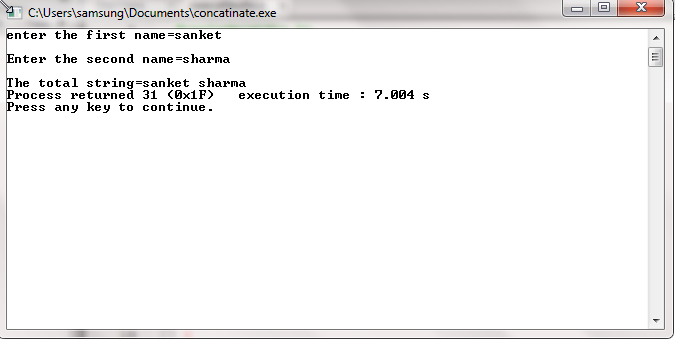 C:\Users\samsung\Documents\concatinate.exe
enter the first name=sanket
Enter the second name=sharma
The total string=sanket sharma
Process returned 31 (0x1F)   execution time : 7.004 s
Press any key to continue.